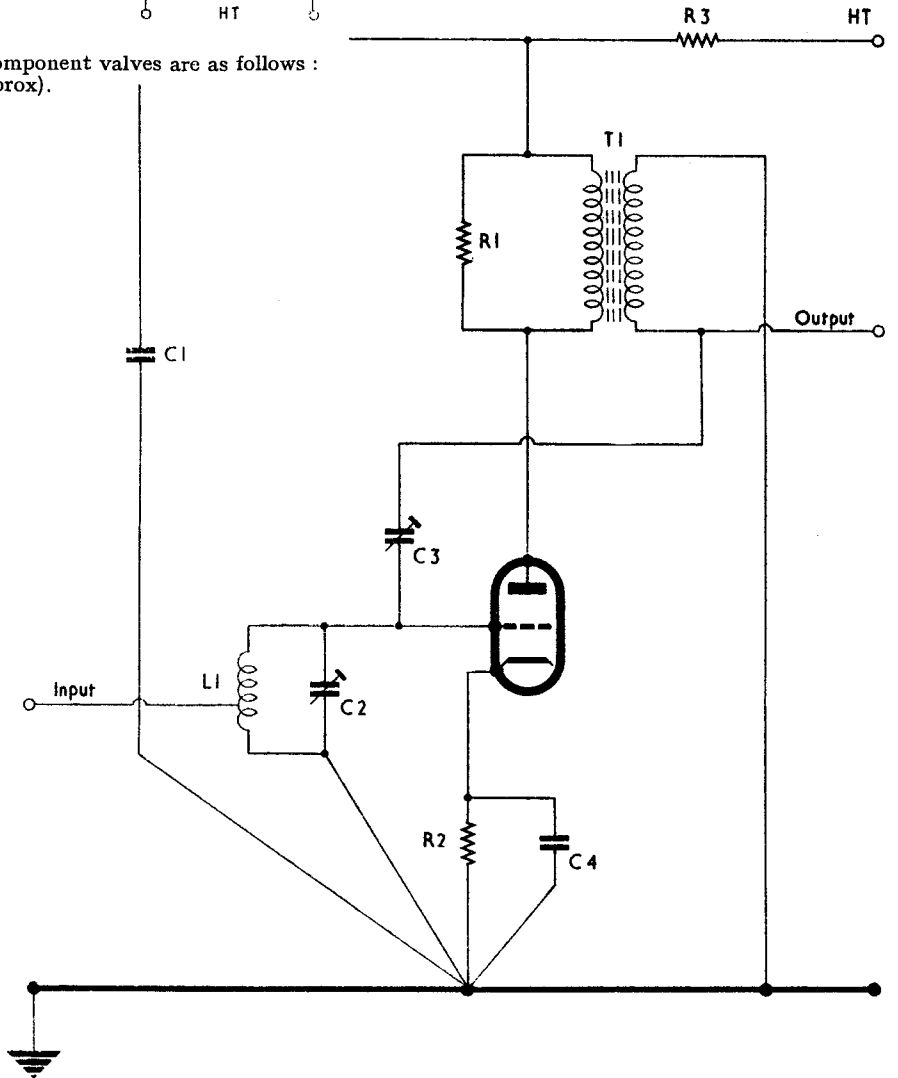 HT
R3
HT
omponent valves are as follows :
prox).
T1
R1
Output
C1
C3
Input
L1
C2
R2
C4